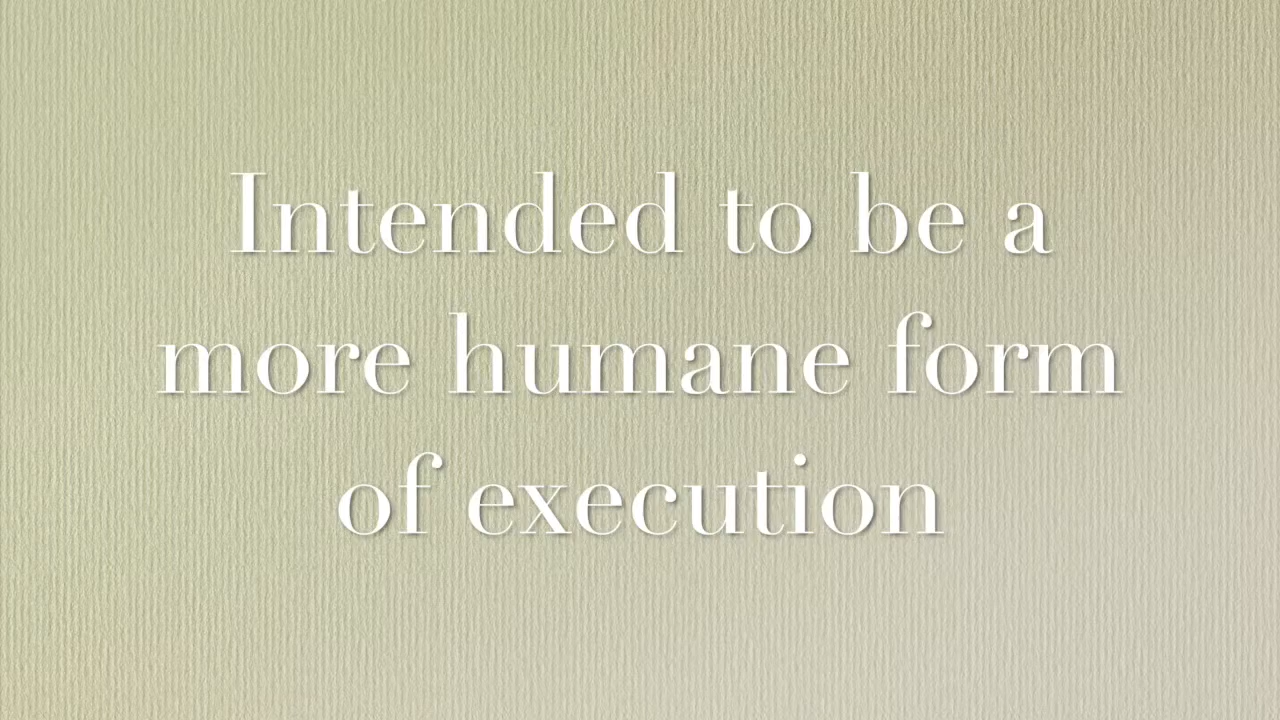 Intended to be a
more humane form
of execution